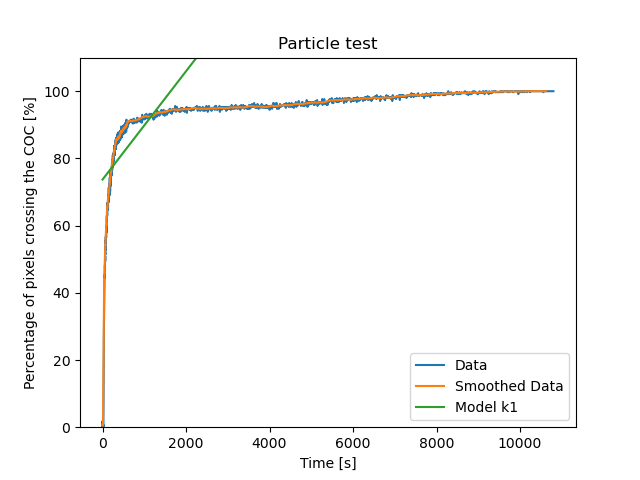 Particle test
Percentage of pixels crossing the COC [%]
100
80
60
40
20
0
0 2000 4000 6000 8000 10000
Time [s]
Data
Smoothed Data
Model k1